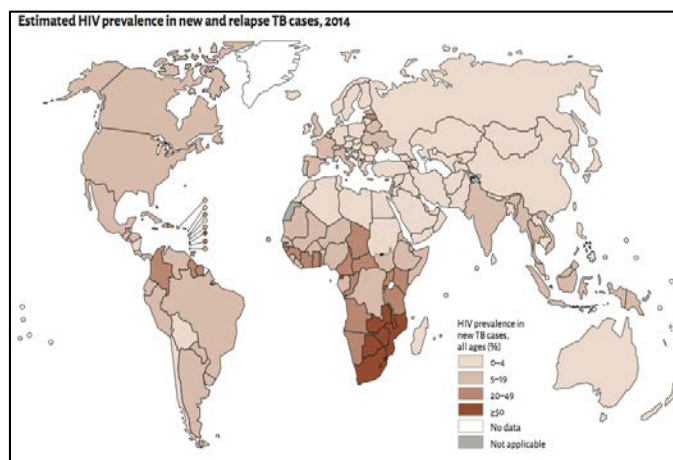 Estimated HIV prevalence in new and relapse TB cases, 2014
HIV prevalence in
new TB cases,
all ages (%)
0–4
5–19
20–49
≥50
No data
Not applicable